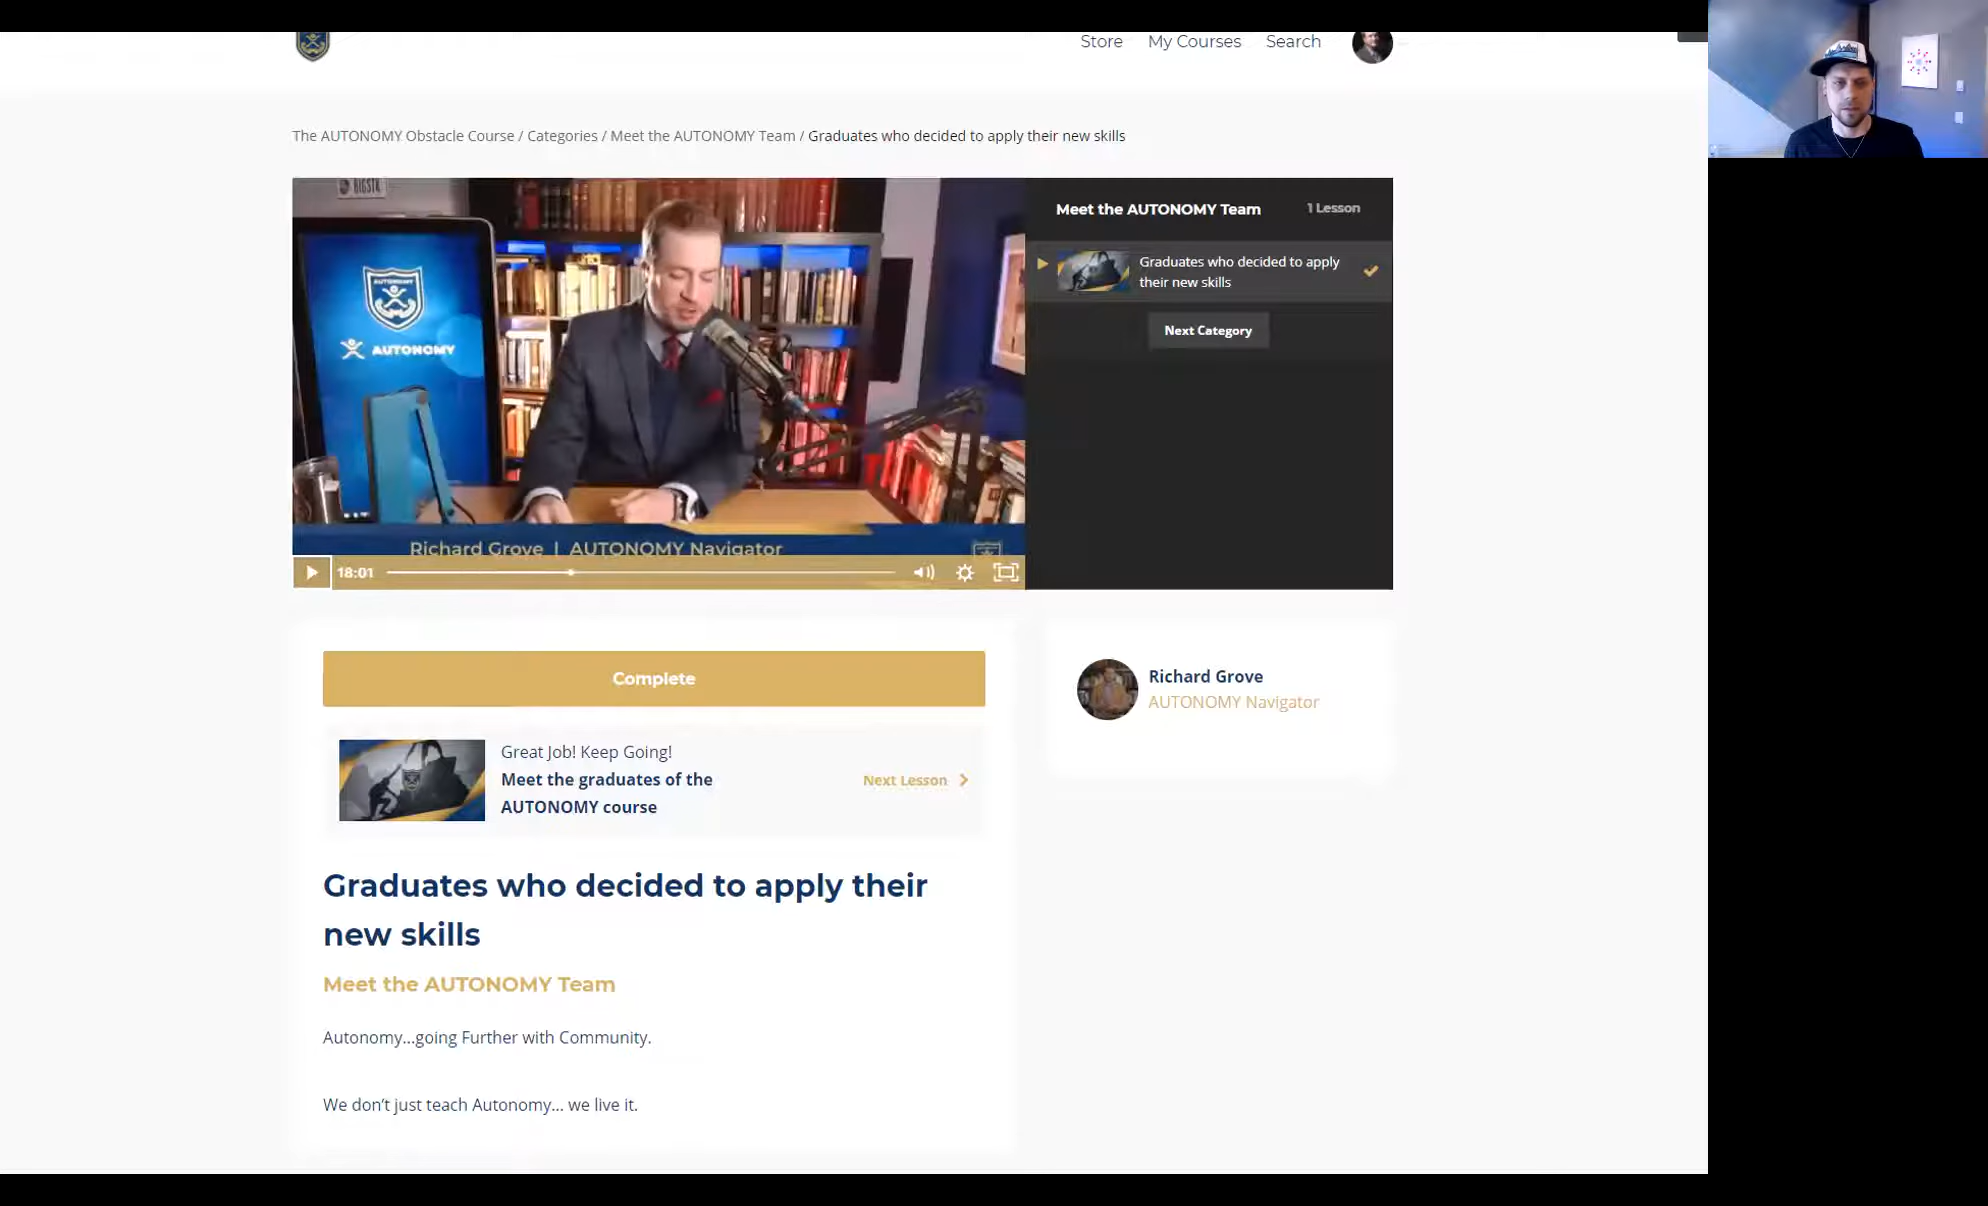 Store My Courses Search
The AUTONOMY Obstacle Course / Categories / Meet the AUTONOMY Team / Graduates who decided to apply their new skills
AUTONOMY
AUTONOMY
Richard Grove | AUTONOMY Navigator
18:01
Meet the AUTONOMY Team 1 Lesson
Graduates who decided to apply
their new skills
Next Category
Complete
Great Job! Keep Going!
Meet the graduates of the
AUTONOMY course
Next Lesson
Richard Grove
AUTONOMY Navigator
Graduates who decided to apply their
new skills
Meet the AUTONOMY Team
Autonomy...going Further with Community.
We don't just teach Autonomy... we live it.